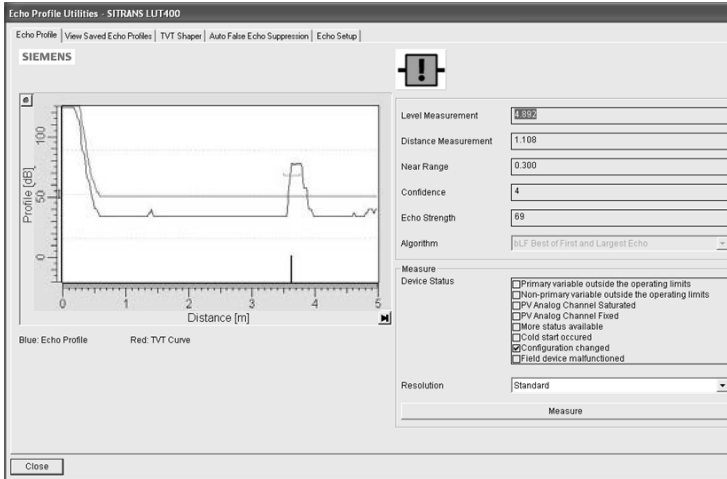 Echo Profile Utilities - SITRANS LUT400
Echo Profile View Saved Echo Profiles TVT Shaper Auto False Echo Suppression Echo Setup
SIEMENS
Profile [dB]
100
50
0
0 1 2 3 4 5
Distance [m]
Blue: Echo Profile Red: TVT Curve
Level Measurement 4.892
Distance Measurement 1.108
Near Range 0.300
Confidence 4
Echo Strength 69
Algorithm bLF Best of First and Largest Echo
Measure
Device Status
Primary variable outside the operating limits
Non-primary variable outside the operating limits
PV Analog Channel Saturated
PV Analog Channel Fixed
More status available
Cold start occured
Configuration changed
Field device malfunctioned
Resolution Standard
Measure
Close